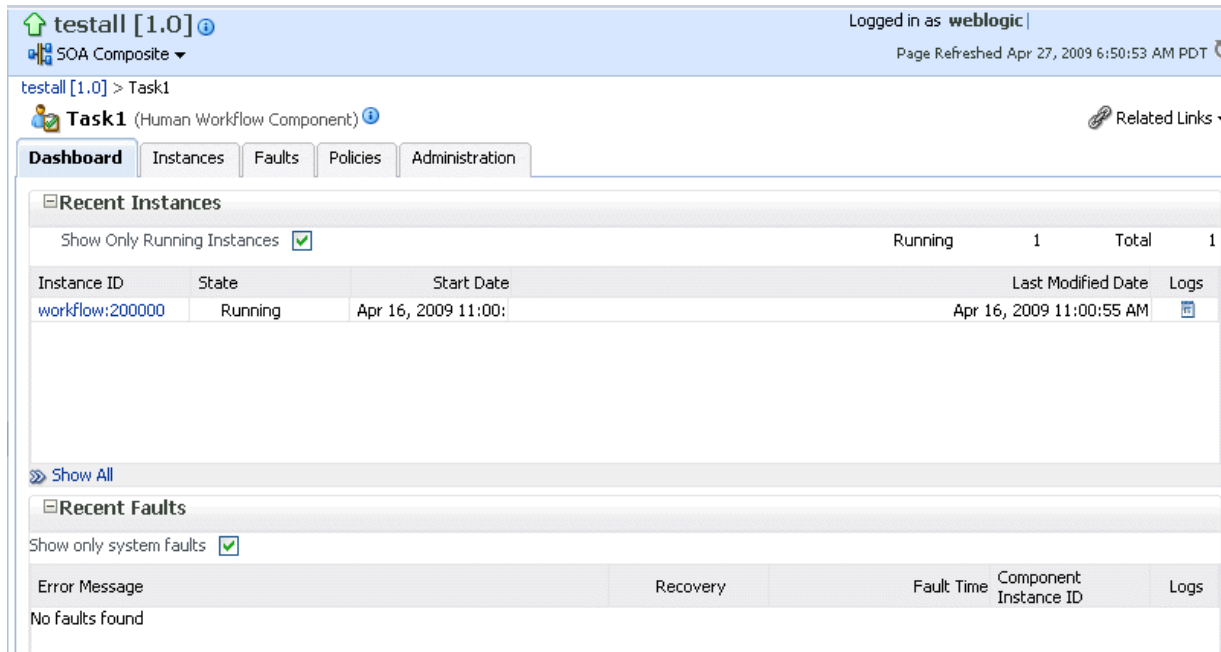 testall [1.0]
Logged in as weblogic
SOA Composite
Page Refreshed Apr 27, 2009 6:50:53 AM PDT
testall [1.0] > Task1
Task1 (Human Workflow Component)
Related Links
Dashboard Instances Faults Policies Administration
Recent Instances
Show Only Running Instances Running 1 Total 1
Instance ID State Start Date Last Modified Date Logs
workflow:200000 Running Apr 16, 2009 11:00: Apr 16, 2009 11:00:55 AM
Show All
Recent Faults
Show only system faults
Error Message Recovery Fault Time Component Instance ID Logs
No faults found